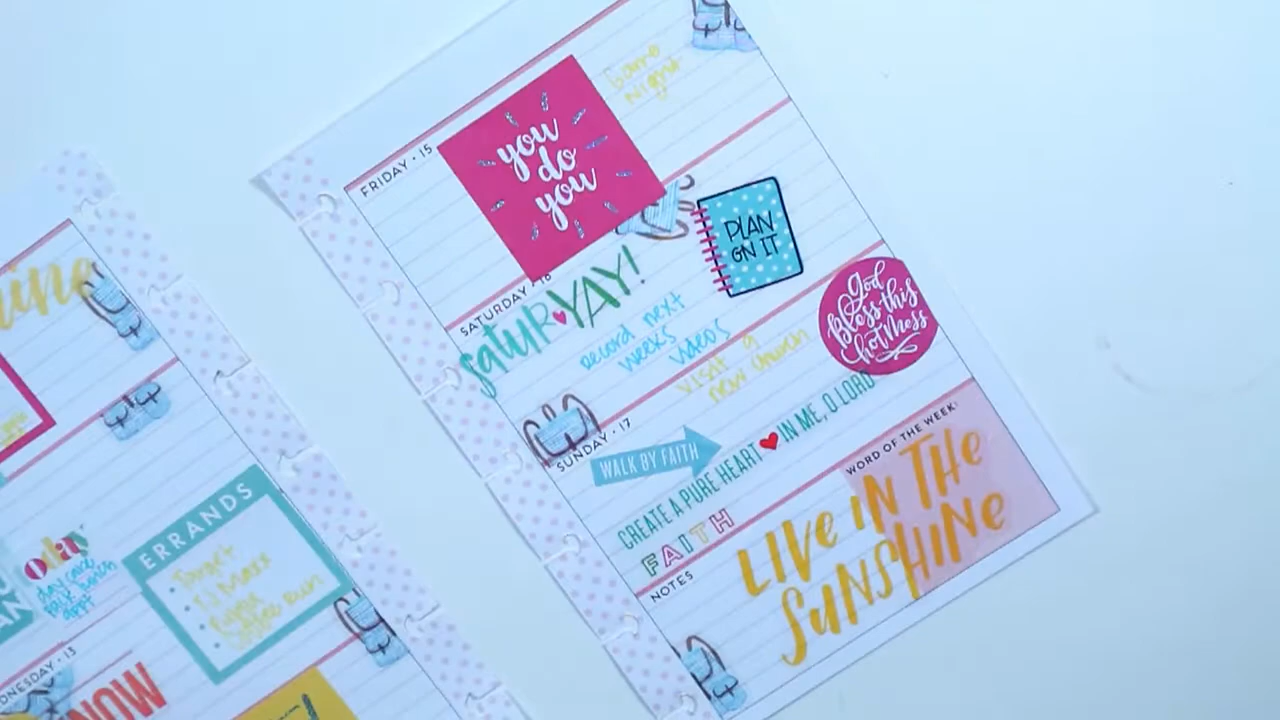 ERRANDS
Target
TJ Maxx
coffee run
day care
NOW
FRIDAY • 15
you
do
you
game
night
SATURDAY • 16
saturYAY!
PLAN
ON IT
record next
weeks videos
visit a
new church
god
Bless this
hot mess
SUNDAY • 17
WALK BY FAITH
CREATE A PURE HEART IN ME, O LORD
FAITH
WORD OF THE WEEK:
NOTES
LIVE IN THE
SUNSHINE